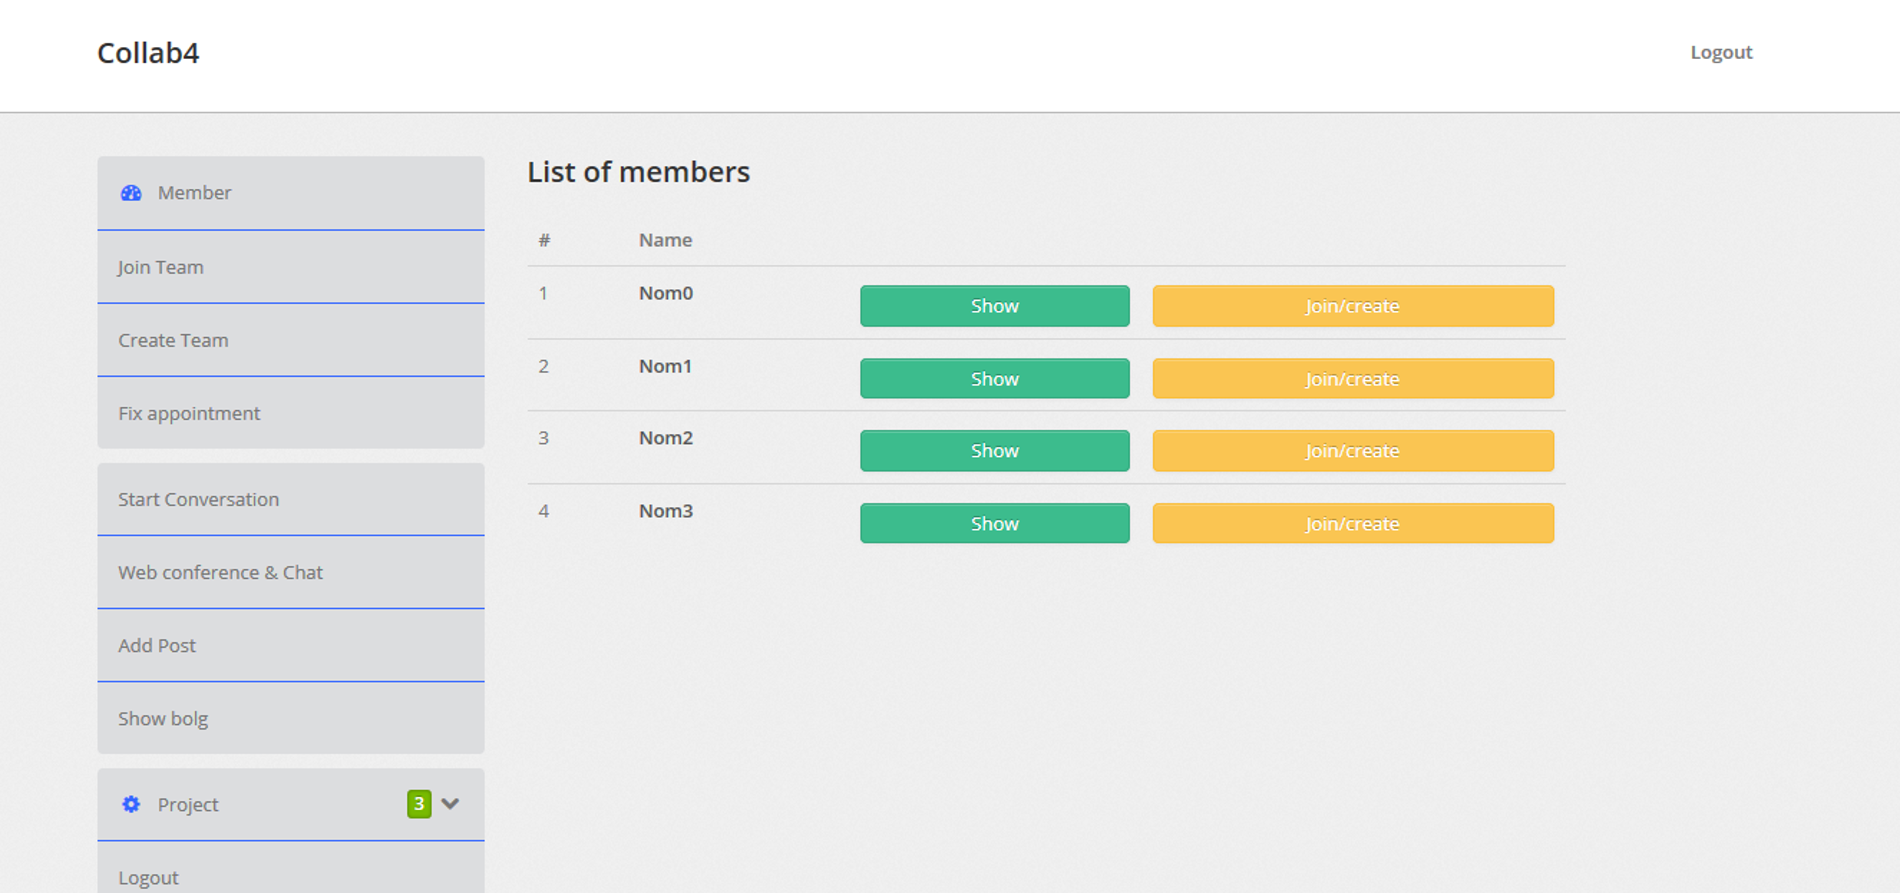 Collab4
Logout
Member
Join Team
Create Team
Fix appointment
Start Conversation
Web conference & Chat
Add Post
Show bolg
Project 3
Logout
List of members
# Name
1 Nom0 Show Join/create
2 Nom1 Show Join/create
3 Nom2 Show Join/create
4 Nom3 Show Join/create